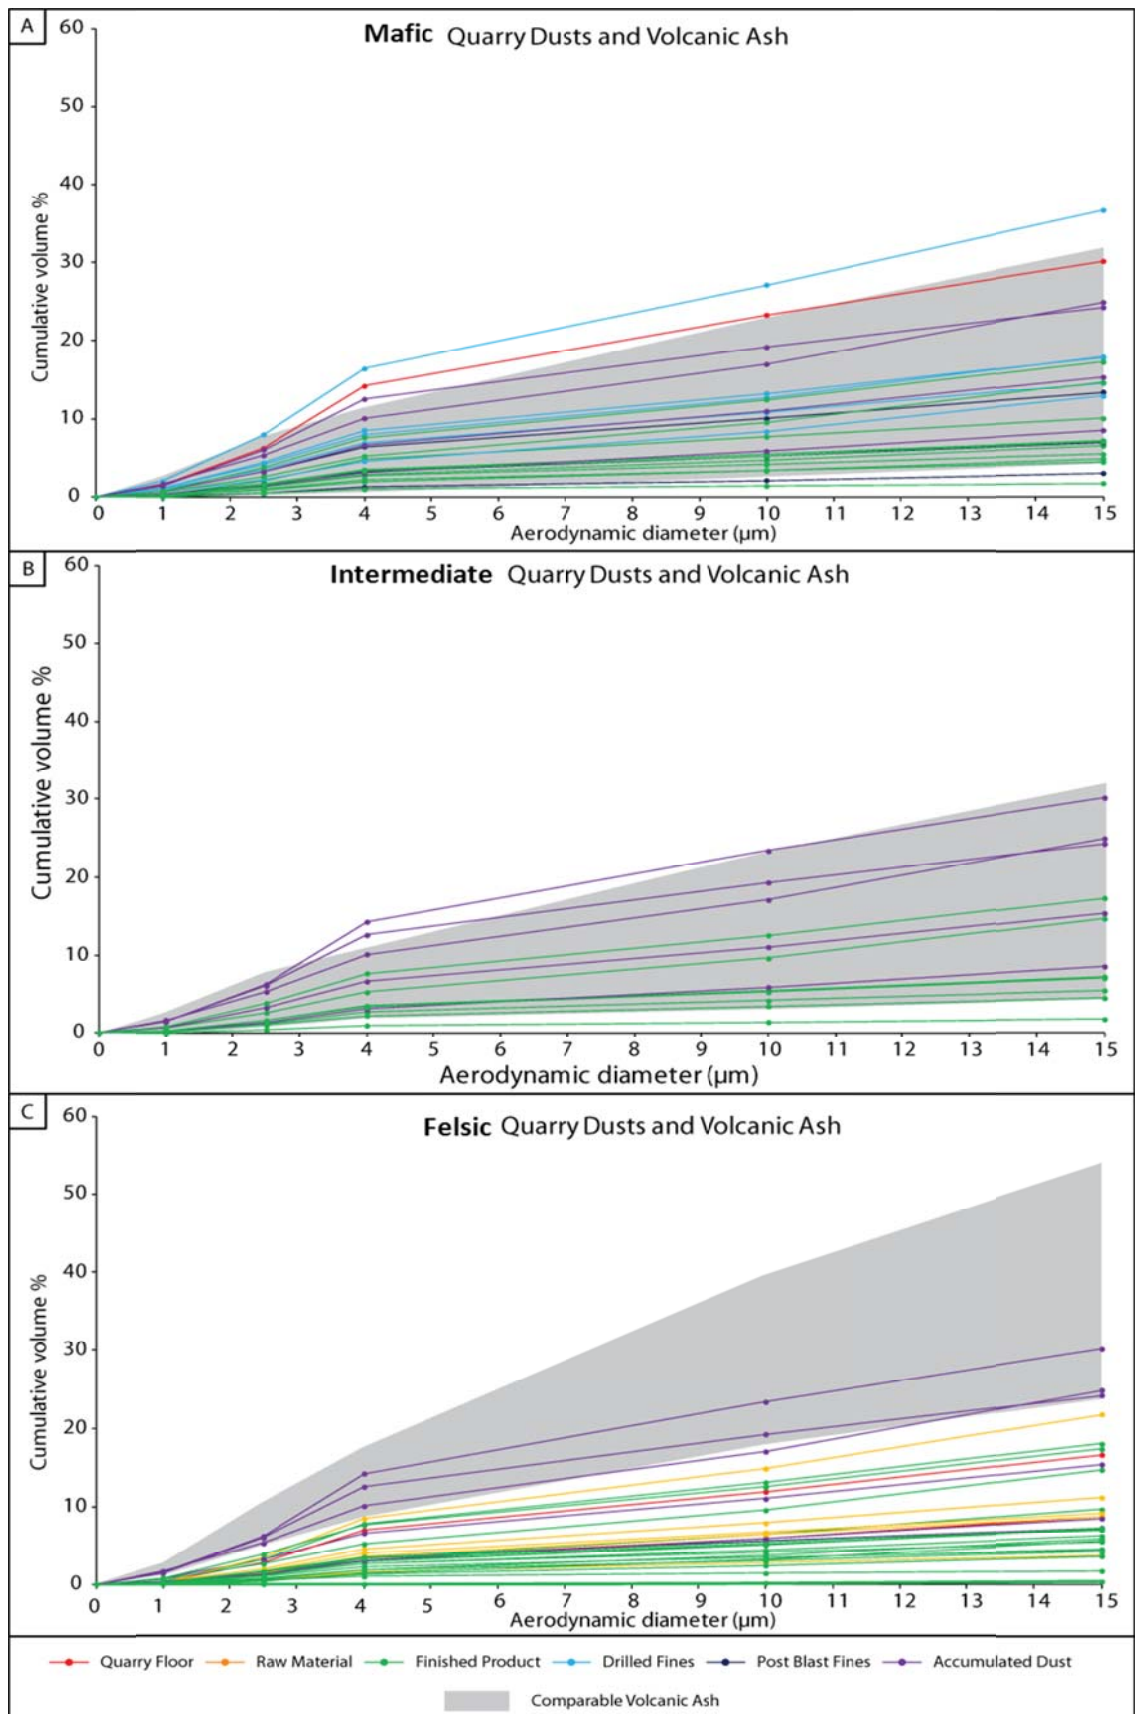 A
Mafic Quarry Dusts and Volcanic Ash
60
50
40
30
20
10
0
Cumulative volume %
0 1 2 3 4 5 6 7 8 9 10 11 12 13 14 15
Aerodynamic diameter (µm)
B
Intermediate Quarry Dusts and Volcanic Ash
60
50
40
30
20
10
0
Cumulative volume %
0 1 2 3 4 5 6 7 8 9 10 11 12 13 14 15
Aerodynamic diameter (µm)
C
Felsic Quarry Dusts and Volcanic Ash
60
50
40
30
20
10
0
Cumulative volume %
0 1 2 3 4 5 6 7 8 9 10 11 12 13 14 15
Aerodynamic diameter (µm)
Quarry Floor Raw Material Finished Product Drilled Fines Post Blast Fines Accumulated Dust
Comparable Volcanic Ash